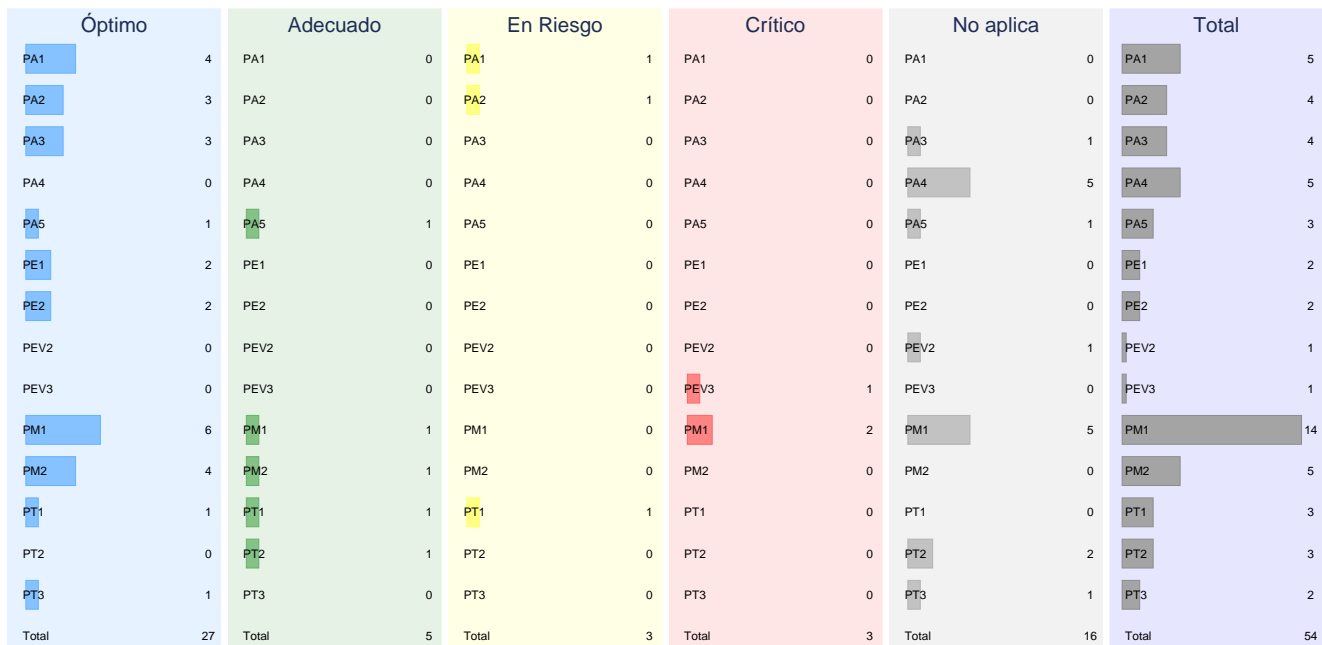 Óptimo Adecuado En Riesgo Crítico No aplica Total
PA1 4 PA1 0 PA1 1 PA1 0 PA1 0 PA1 5
PA2 3 PA2 0 PA2 1 PA2 0 PA2 0 PA2 4
PA3 3 PA3 0 PA3 0 PA3 0 PA3 1 PA3 4
PA4 0 PA4 0 PA4 0 PA4 0 PA4 5 PA4 5
PA5 1 PA5 1 PA5 0 PA5 0 PA5 1 PA5 3
PE1 2 PE1 0 PE1 0 PE1 0 PE1 0 PE1 2
PE2 2 PE2 0 PE2 0 PE2 0 PE2 0 PE2 2
PEV2 0 PEV2 0 PEV2 0 PEV2 0 PEV2 1 PEV2 1
PEV3 0 PEV3 0 PEV3 0 PEV3 1 PEV3 0 PEV3 1
PM1 6 PM1 1 PM1 0 PM1 2 PM1 5 PM1 14
PM2 4 PM2 1 PM2 0 PM2 0 PM2 0 PM2 5
PT1 1 PT1 1 PT1 1 PT1 0 PT1 0 PT1 3
PT2 0 PT2 1 PT2 0 PT2 0 PT2 2 PT2 3
PT3 1 PT3 0 PT3 0 PT3 0 PT3 1 PT3 2
Total 27 Total 5 Total 3 Total 3 Total 16 Total 54